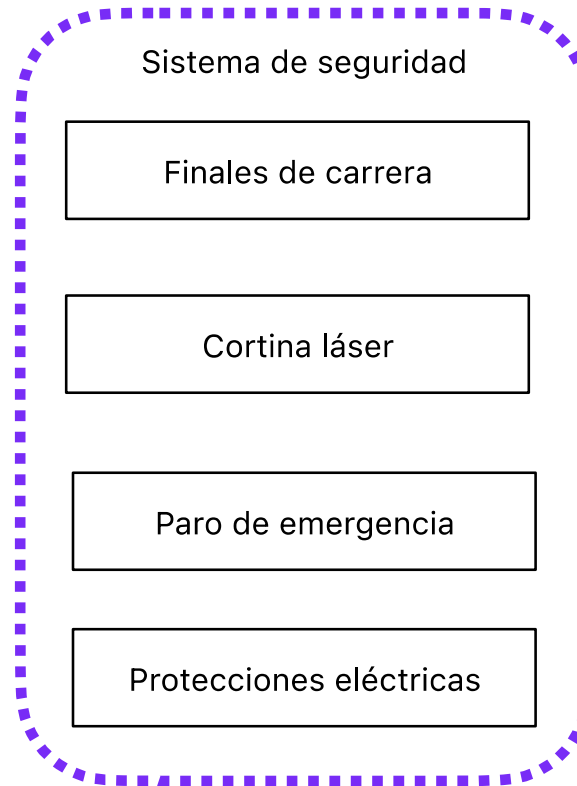 Sistema de seguridad
Finales de carrera
Cortina láser
Paro de emergencia
Protecciones eléctricas